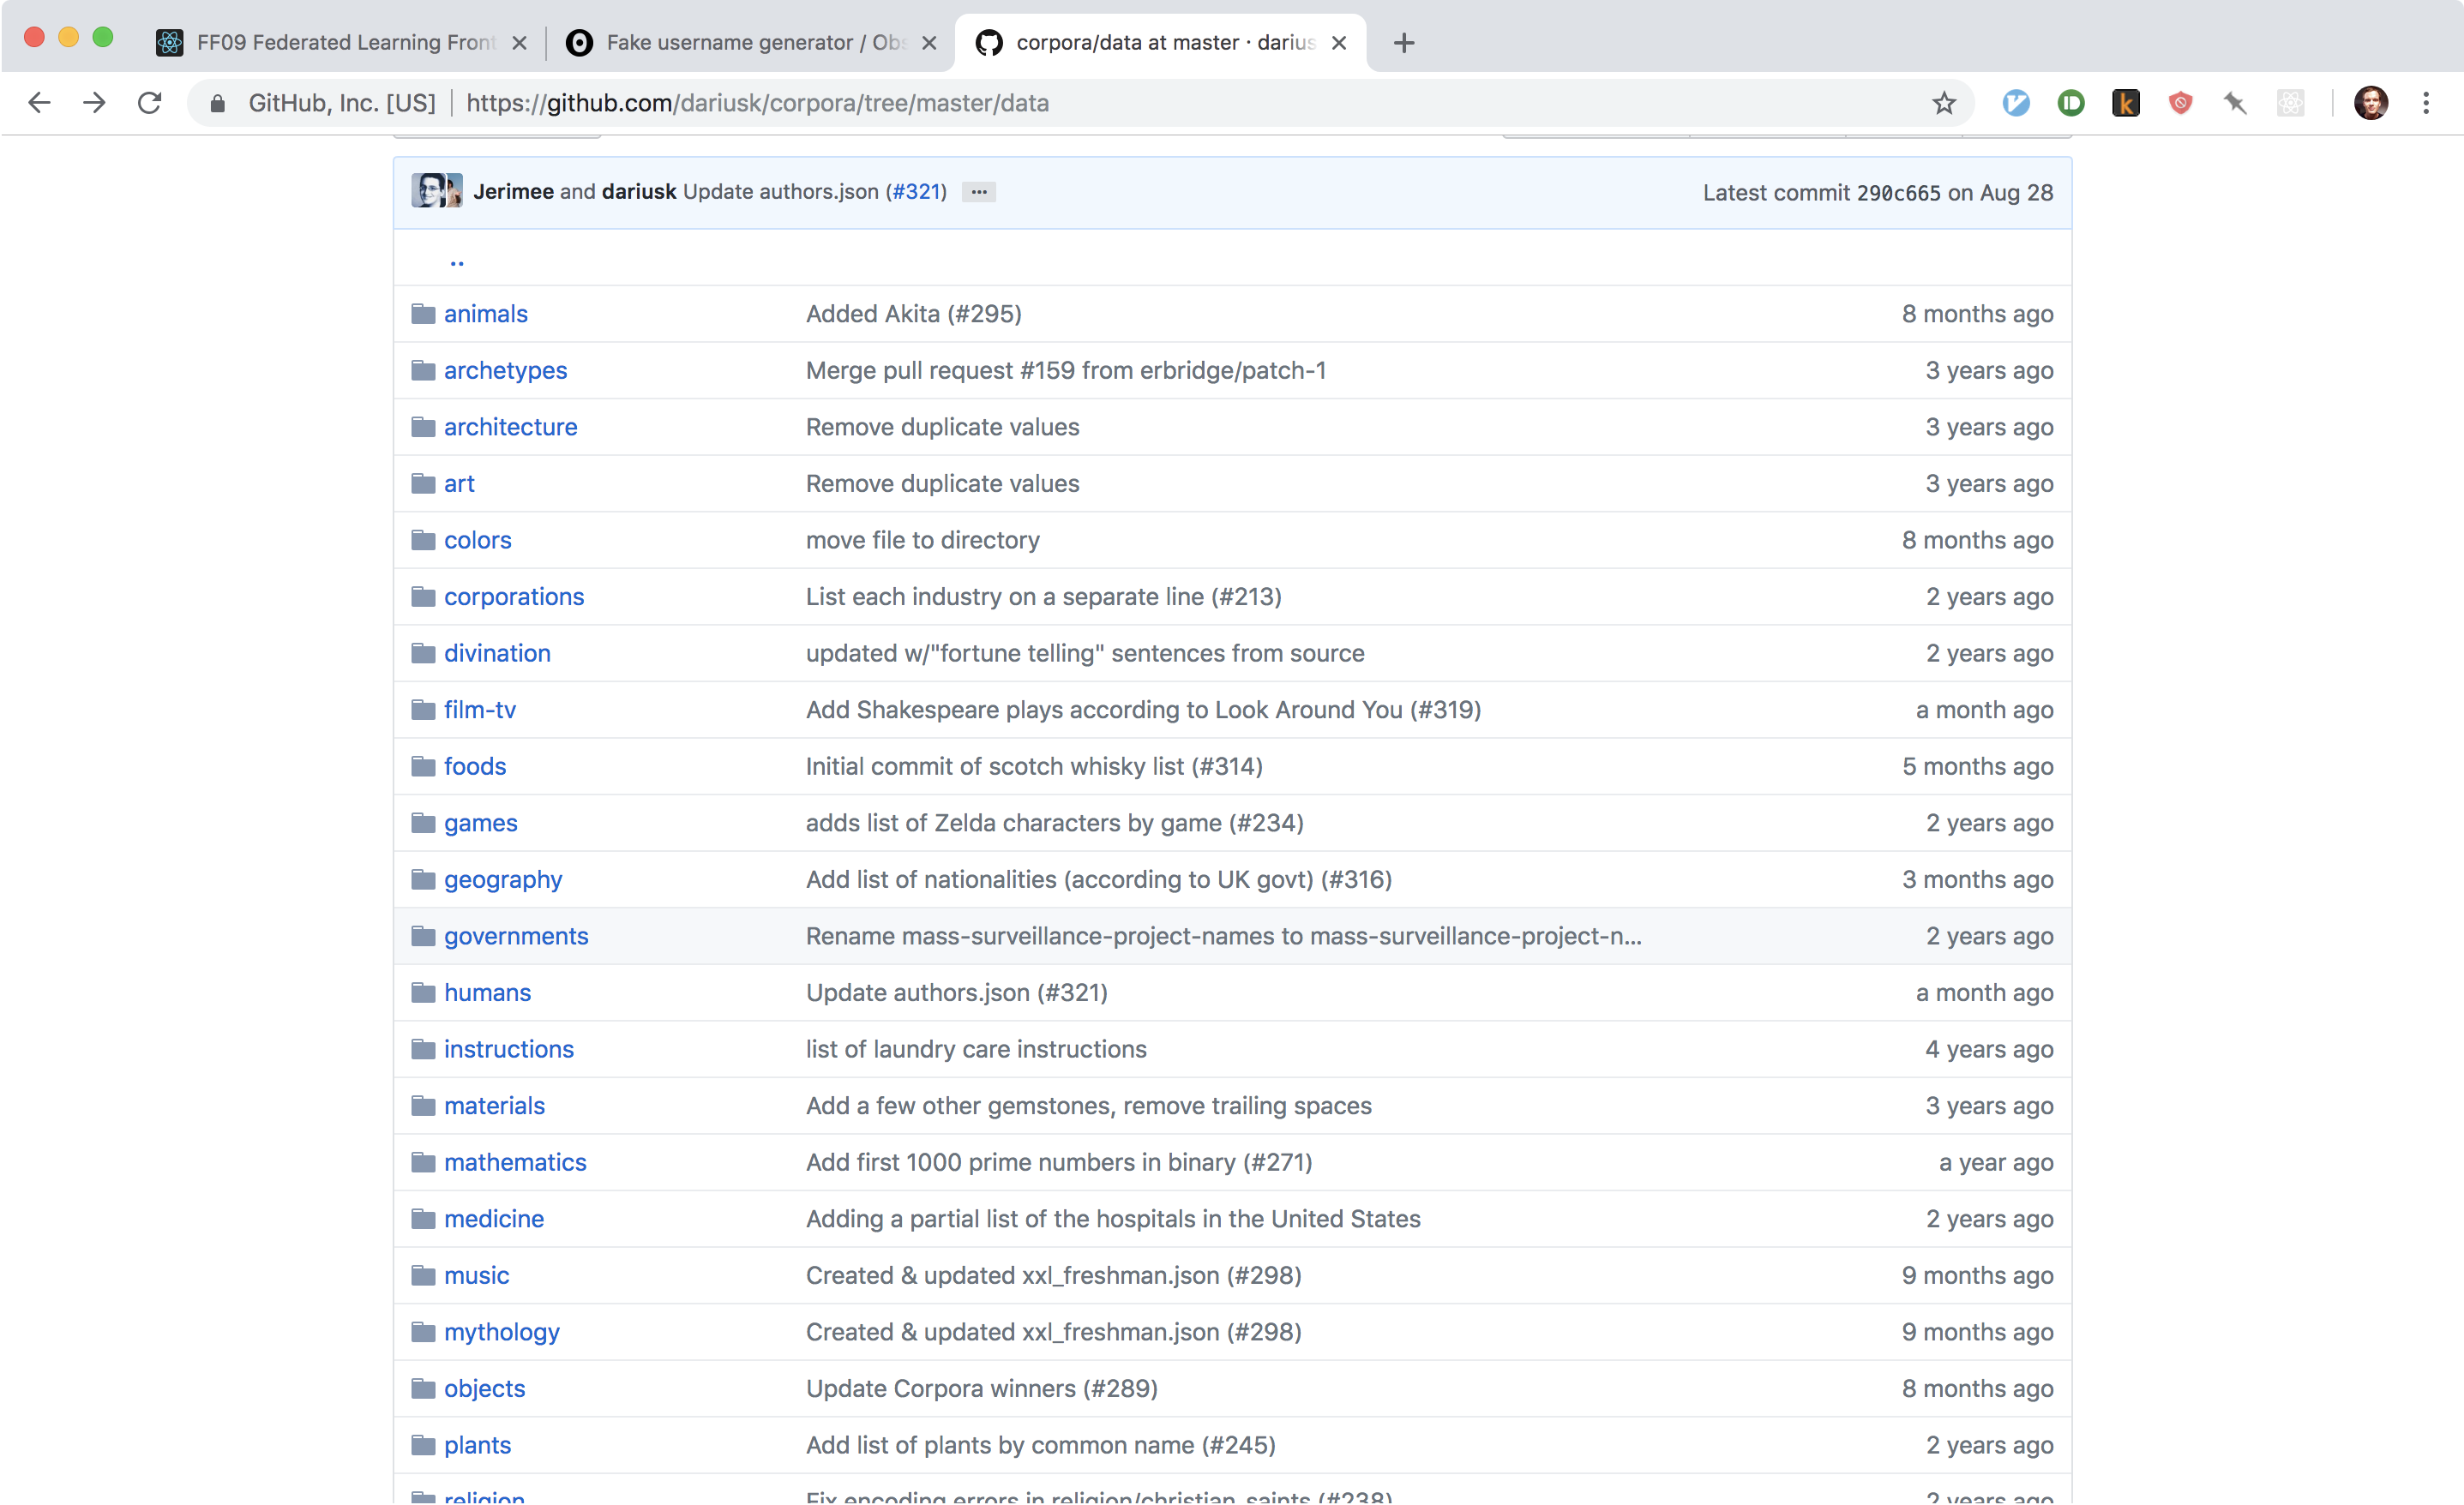 FF09 Federated Learning Front
Fake username generator / Obs
corpora/data at master · darius
GitHub, Inc. [US] https://github.com/dariusk/corpora/tree/master/data
Jerimee and dariusk Update authors.json (#321) ... Latest commit 290c665 on Aug 28
..
animals Added Akita (#295) 8 months ago
archetypes Merge pull request #159 from erbridge/patch-1 3 years ago
architecture Remove duplicate values 3 years ago
art Remove duplicate values 3 years ago
colors move file to directory 8 months ago
corporations List each industry on a separate line (#213) 2 years ago
divination updated w/"fortune telling" sentences from source 2 years ago
film-tv Add Shakespeare plays according to Look Around You (#319) a month ago
foods Initial commit of scotch whisky list (#314) 5 months ago
games adds list of Zelda characters by game (#234) 2 years ago
geography Add list of nationalities (according to UK govt) (#316) 3 months ago
governments Rename mass-surveillance-project-names to mass-surveillance-project-n... 2 years ago
humans Update authors.json (#321) a month ago
instructions list of laundry care instructions 4 years ago
materials Add a few other gemstones, remove trailing spaces 3 years ago
mathematics Add first 1000 prime numbers in binary (#271) a year ago
medicine Adding a partial list of the hospitals in the United States 2 years ago
music Created & updated xxl_freshman.json (#298) 9 months ago
mythology Created & updated xxl_freshman.json (#298) 9 months ago
objects Update Corpora winners (#289) 8 months ago
plants Add list of plants by common name (#245) 2 years ago
religion Fix encoding errors in religion/christian_saints (#238) 2 years ago